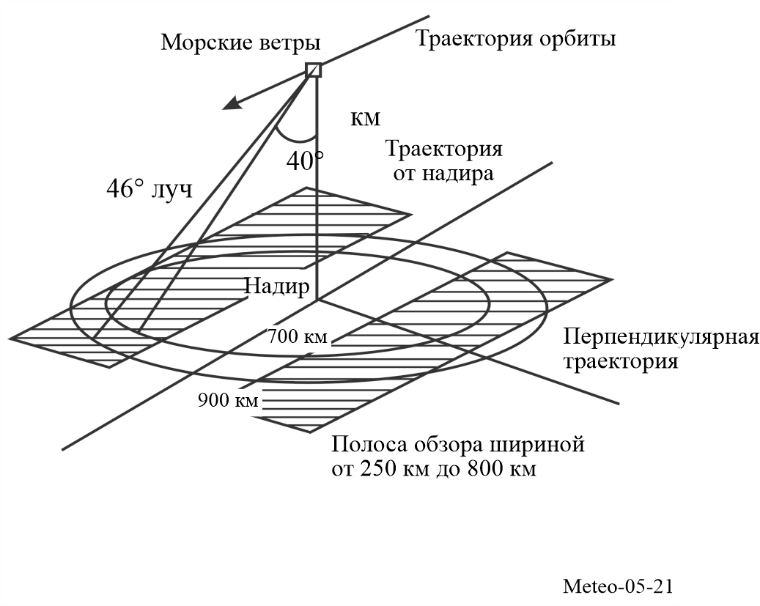 Морские ветры
Траектория орбиты
км
Траектория
от надира
40°
46° луч
Надир
700 км
Перпендикулярная
траектория
900 км
Полоса обзора шириной
от 250 км до 800 км
Meteo-05-21